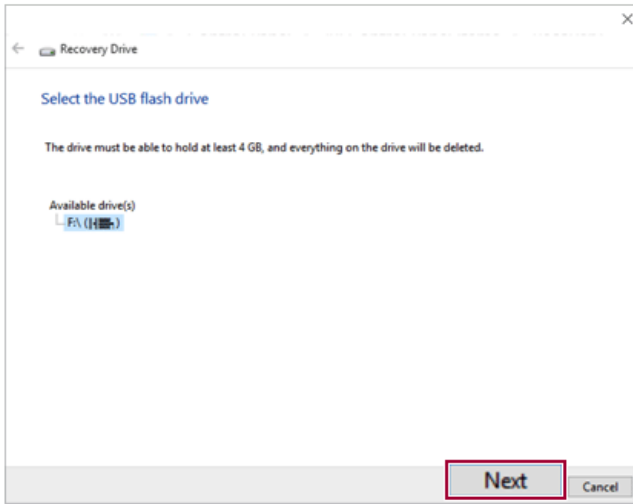 Recovery Drive
Select the USB flash drive
The drive must be able to hold at least 4 GB, and everything on the drive will be deleted.
Available drive(s)
F:\
Next
Cancel